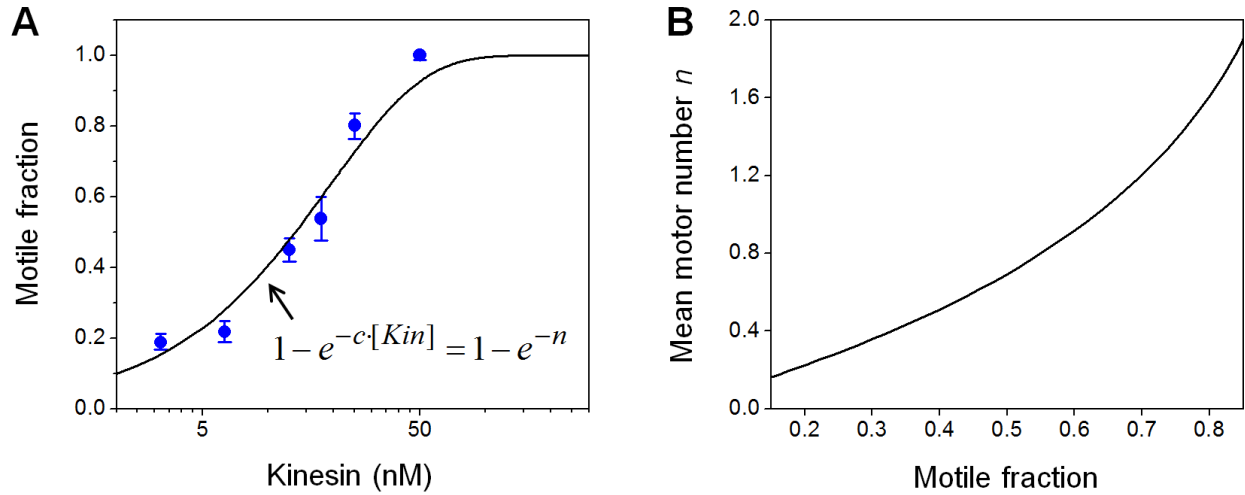 A
Motile fraction
1.0
0.8
0.6
0.4
0.2
0.0
1 − e^{−c·[Kin]} = 1 − e^{−n}
5 50
Kinesin (nM)
B
Mean motor number n
2.0
1.6
1.2
0.8
0.4
0.0
0.2 0.3 0.4 0.5 0.6 0.7 0.8
Motile fraction